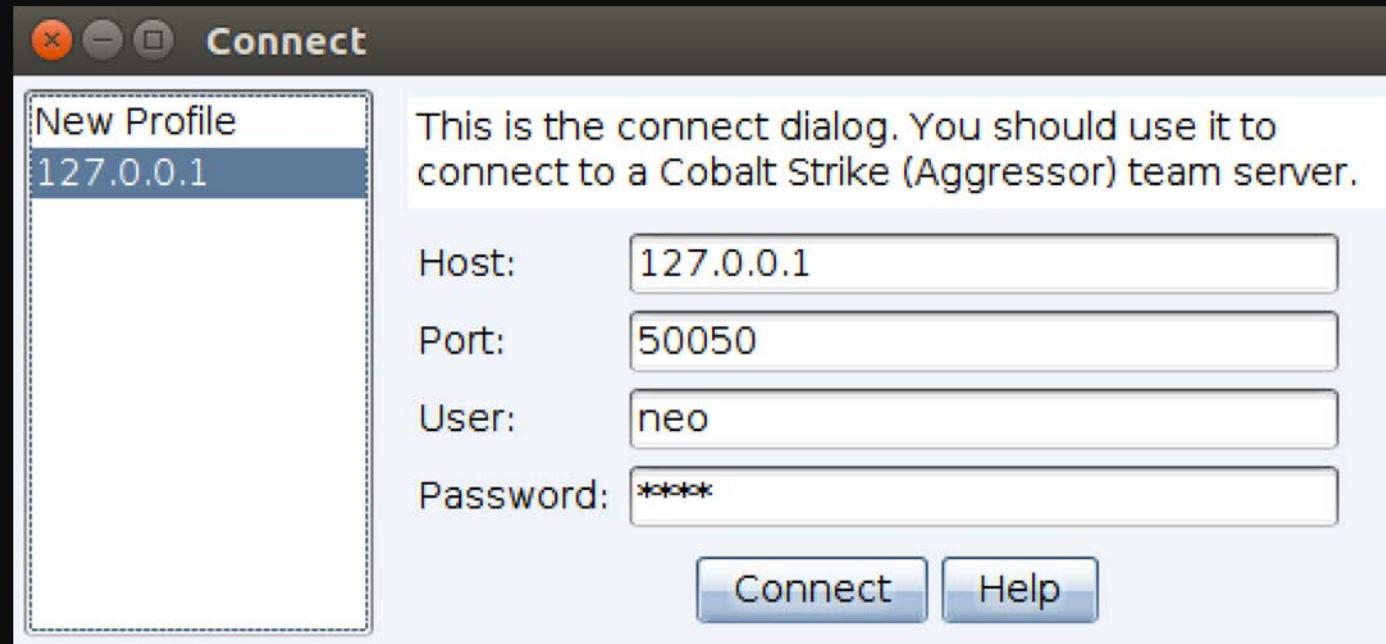 Connect
New Profile
127.0.0.1
This is the connect dialog. You should use it to
connect to a Cobalt Strike (Aggressor) team server.
Host: 127.0.0.1
Port: 50050
User: neo
Password: ****
Connect Help